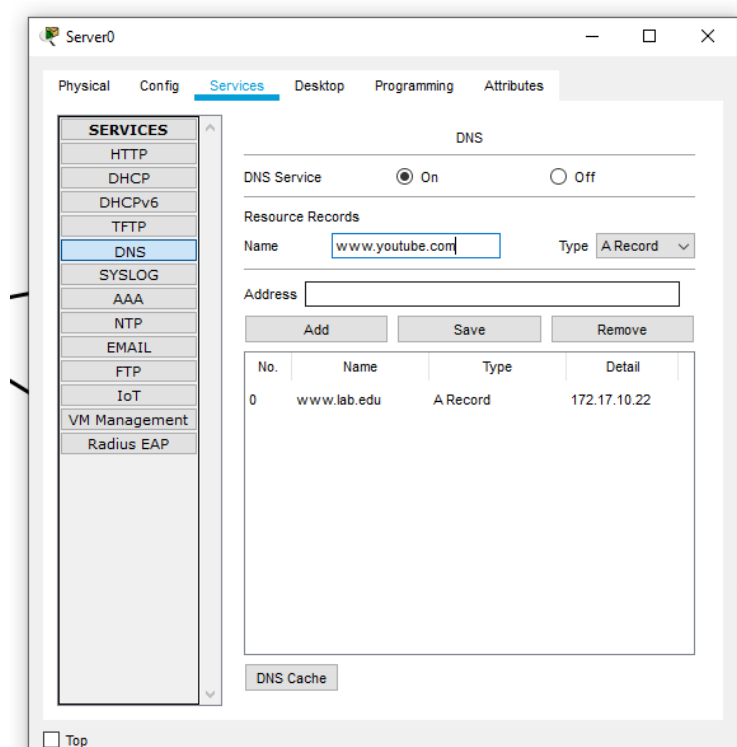 Server0
Physical Config Services Desktop Programming Attributes
SERVICES
HTTP
DHCP
DHCPv6
TFTP
DNS
SYSLOG
AAA
NTP
EMAIL
FTP
IoT
VM Management
Radius EAP
DNS
DNS Service On Off
Resource Records
Name www.youtube.com Type A Record
Address
Add Save Remove
No. Name Type Detail
0 www.lab.edu A Record 172.17.10.22
DNS Cache
Top